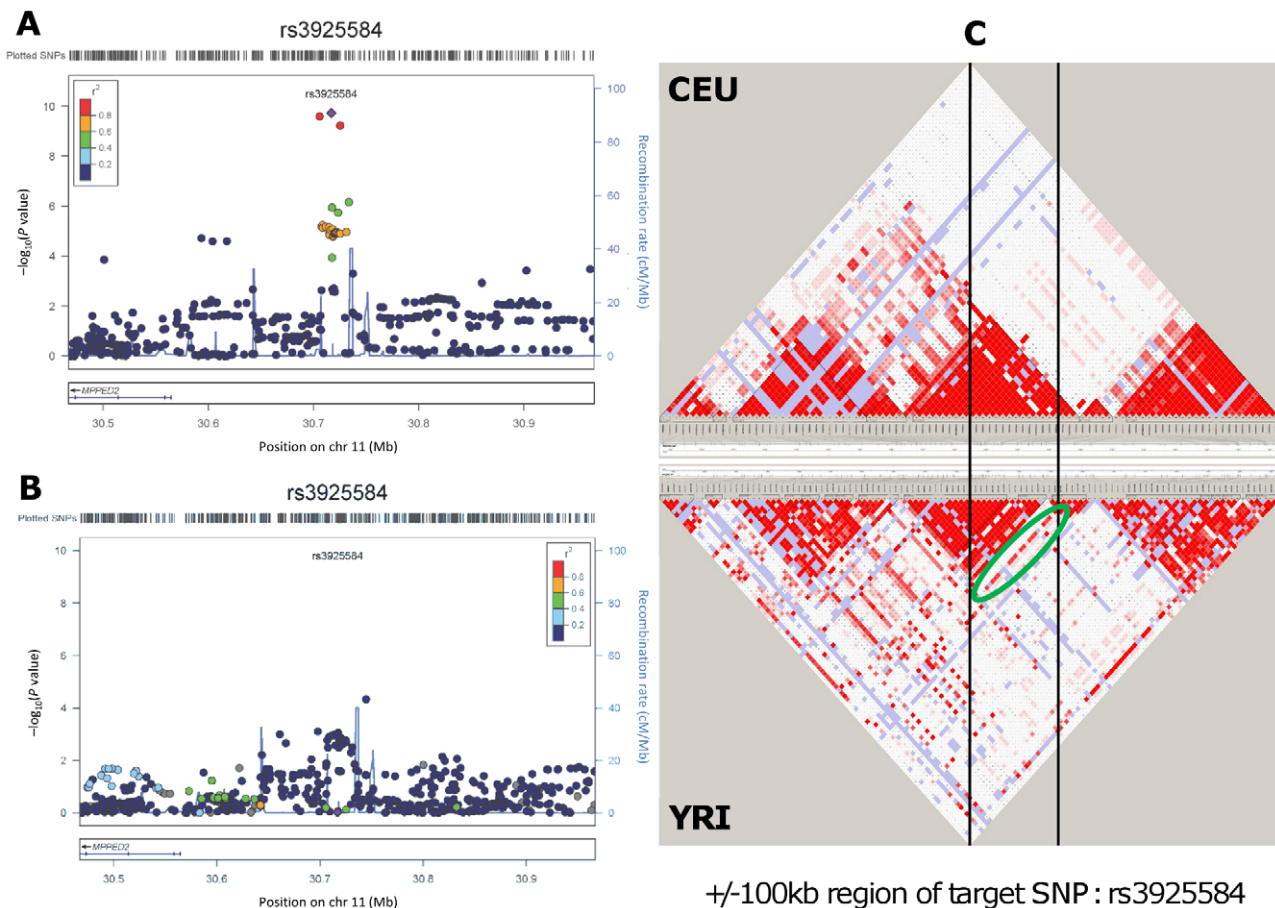 A
rs3925584
Plotted SNPs
r²
0.8
0.6
0.4
0.2
rs3925584
10
8
6
4
2
0
−log₁₀(P value)
100
80
60
40
20
0
Recombination rate (cM/Mb)
←MPPED2
30.5 30.6 30.7 30.8 30.9
Position on chr 11 (Mb)
B
rs3925584
Plotted SNPs
rs3925584
r²
0.8
0.6
0.4
0.2
10
8
6
4
2
0
−log₁₀(P value)
100
80
60
40
20
0
Recombination rate (cM/Mb)
←MPPED2
30.5 30.6 30.7 30.8 30.9
Position on chr 11 (Mb)
C
CEU
YRI
+/-100kb region of target SNP : rs3925584